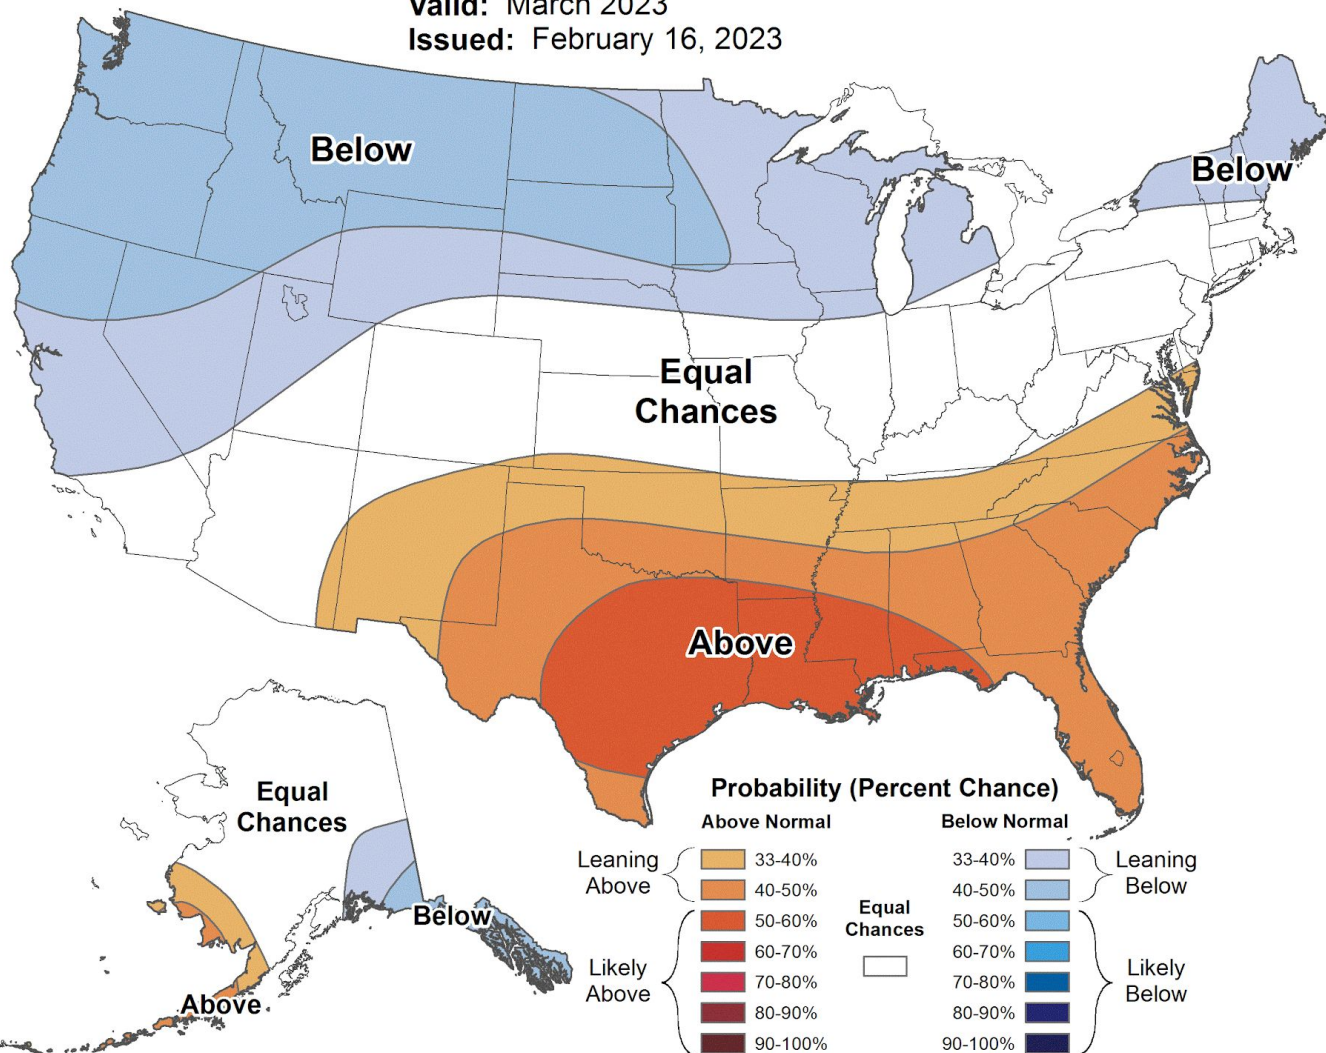 Valid: March 2023
Issued: February 16, 2023
Below
Below
Equal
Chances
Above
Equal
Chances
Below
Above
Probability (Percent Chance)
Above Normal
Below Normal
Leaning
Above
33-40%
40-50%
Likely
Above
50-60%
60-70%
70-80%
80-90%
90-100%
Equal
Chances
33-40%
40-50%
Leaning
Below
50-60%
60-70%
70-80%
80-90%
90-100%
Likely
Below